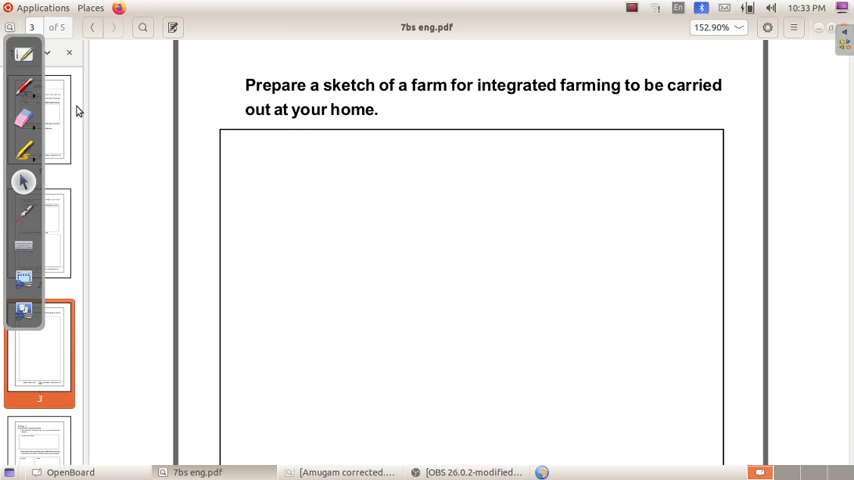 Applications Places En 10:33 PM
3 of 5 7bs eng.pdf 152.90%
Prepare a sketch of a farm for integrated farming to be carried
out at your home.
2
3
OpenBoard 7bs eng.pdf [Amugam corrected.... [OBS 26.0.2-modified...